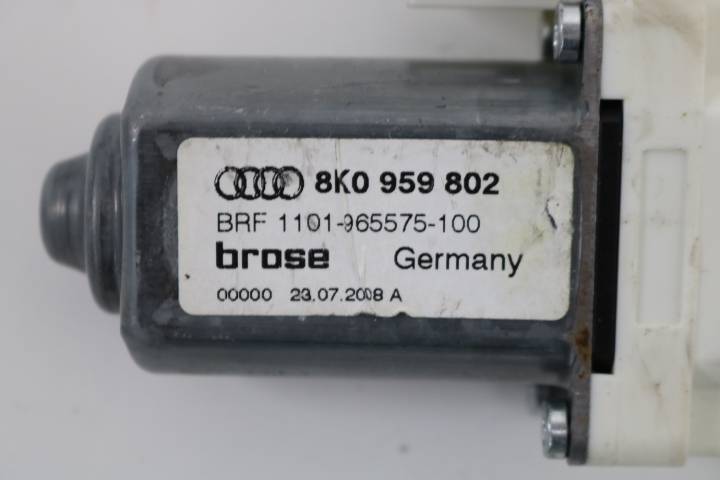 8K0 959 802
BRF 1101-965575-100
brose Germany
00000 23.07.2008 A